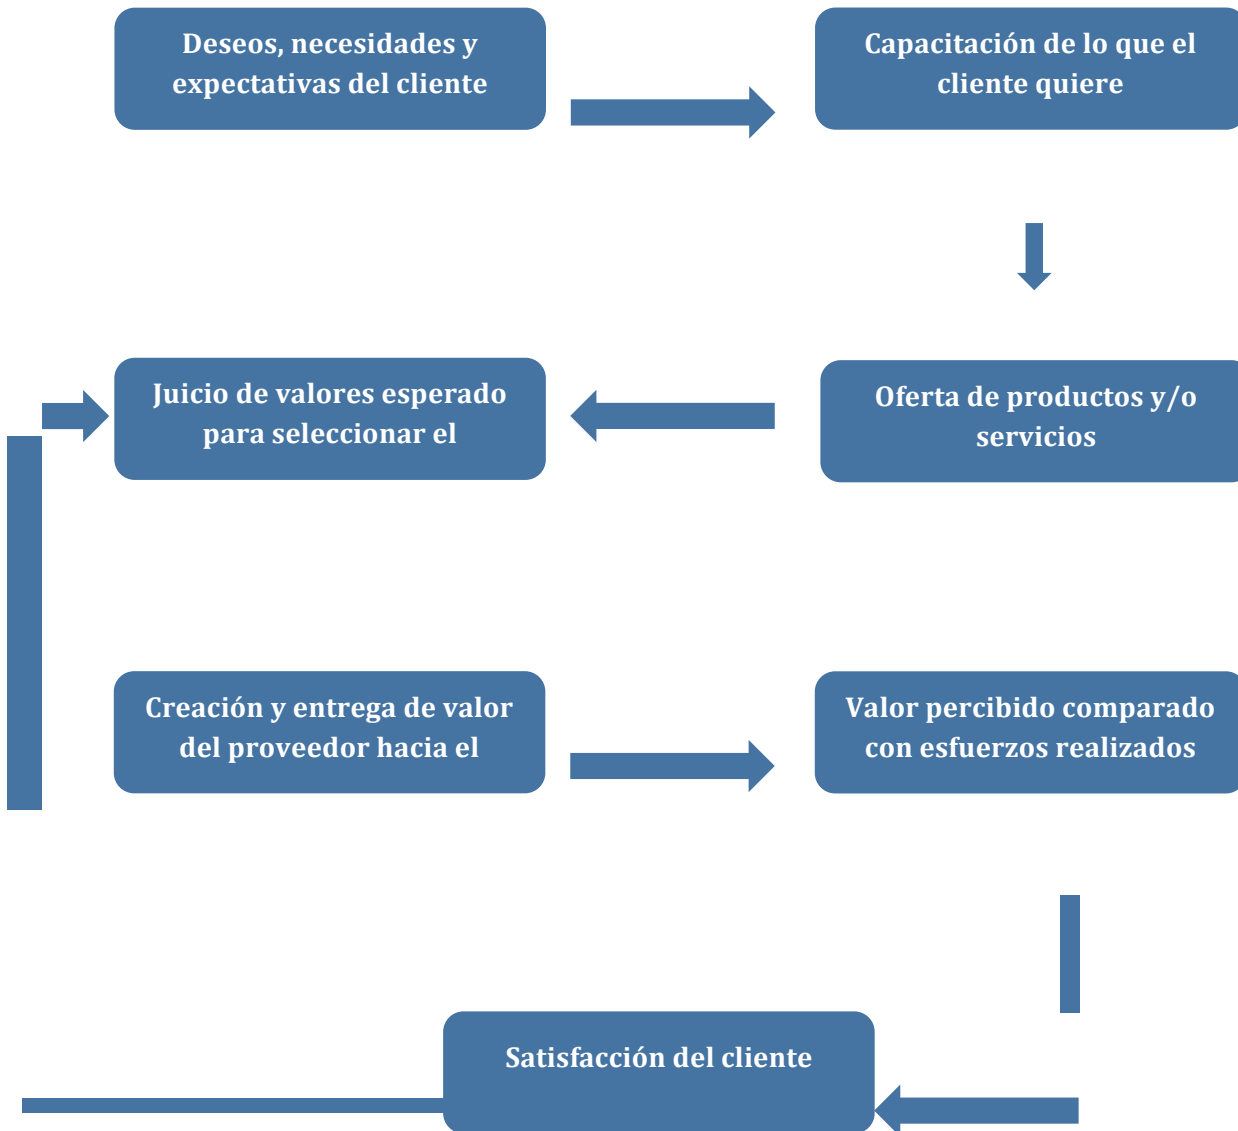 Deseos, necesidades y
expectativas del cliente
Capacitación de lo que el
cliente quiere
Juicio de valores esperado
para seleccionar el
Oferta de productos y/o
servicios
Creación y entrega de valor
del proveedor hacia el
Valor percibido comparado
con esfuerzos realizados
Satisfacción del cliente